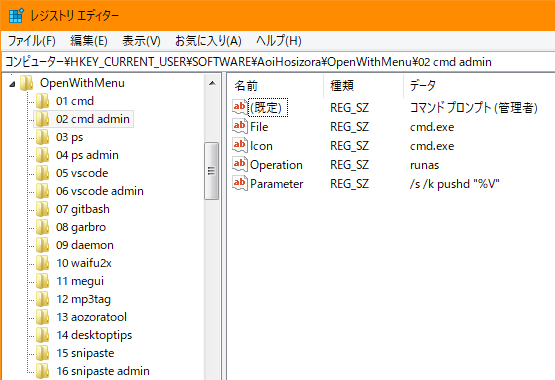 レジストリ エディター
ファイル(F) 編集(E) 表示(V) お気に入り(A) ヘルプ(H)
コンピューター¥HKEY_CURRENT_USER¥SOFTWARE¥AoiHosizora¥OpenWithMenu¥02 cmd admin
OpenWithMenu
01 cmd
02 cmd admin
03 ps
04 ps admin
05 vscode
06 vscode admin
07 gitbash
08 garbro
09 daemon
10 waifu2x
11 megui
12 mp3tag
13 aozoratool
14 desktoptips
15 snipaste
16 snipaste admin
名前 種類 データ
ab (既定) REG_SZ コマンド プロンプト (管理者)
ab File REG_SZ cmd.exe
ab Icon REG_SZ cmd.exe
ab Operation REG_SZ runas
ab Parameter REG_SZ /s /k pushd "%V"